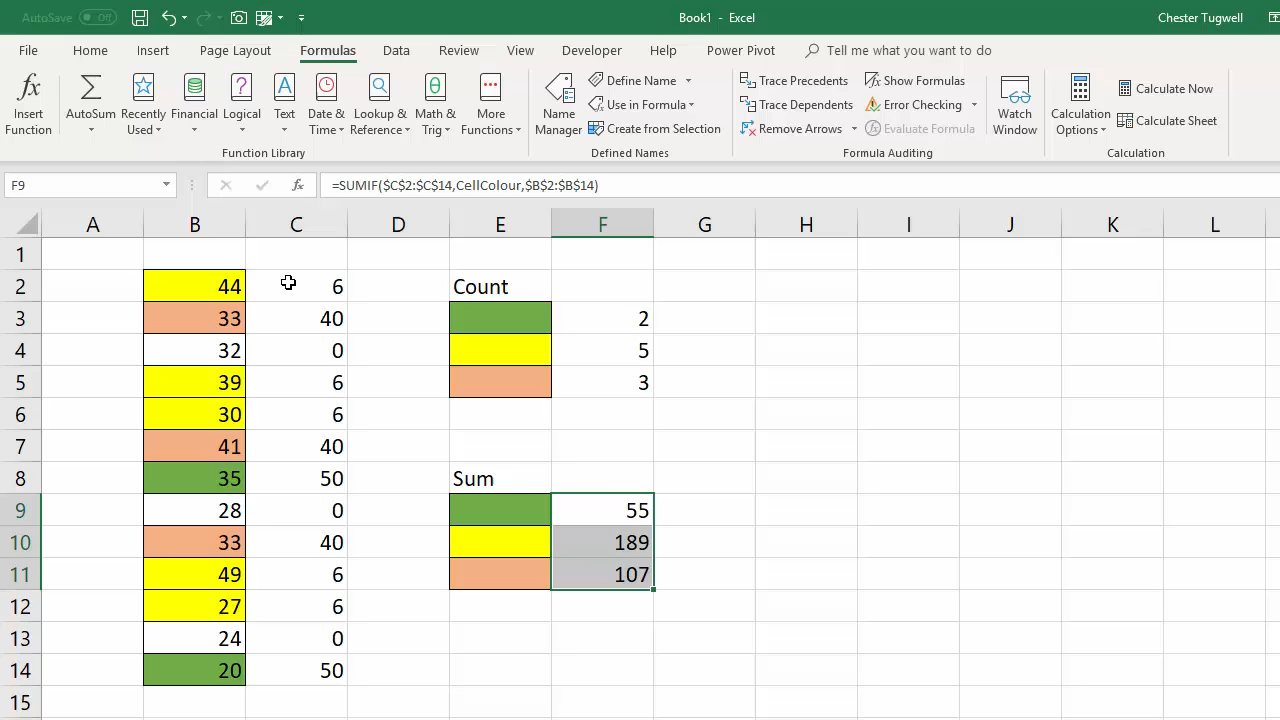 AutoSave Off Book1 - Excel Chester Tugwell
File Home Insert Page Layout Formulas Data Review View Developer Help Power Pivot Tell me what you want to do
fx Insert Function
Σ AutoSum
Recently Used
Financial
Logical
Text
Date & Time
Lookup & Reference
Math & Trig
More Functions
Function Library
Name Manager
Define Name
Use in Formula
Create from Selection
Defined Names
Trace Precedents
Trace Dependents
Remove Arrows
Show Formulas
Error Checking
Evaluate Formula
Formula Auditing
Watch Window
Calculation Options
Calculate Now
Calculate Sheet
Calculation
F9 fx =SUMIF($C$2:$C$14,CellColour,$B$2:$B$14)
A B C D E F G H I J K L
1
2 44 6 Count
3 33 40 2
4 32 0 5
5 39 6 3
6 30 6
7 41 40
8 35 50 Sum
9 28 0 55
10 33 40 189
11 49 6 107
12 27 6
13 24 0
14 20 50
15